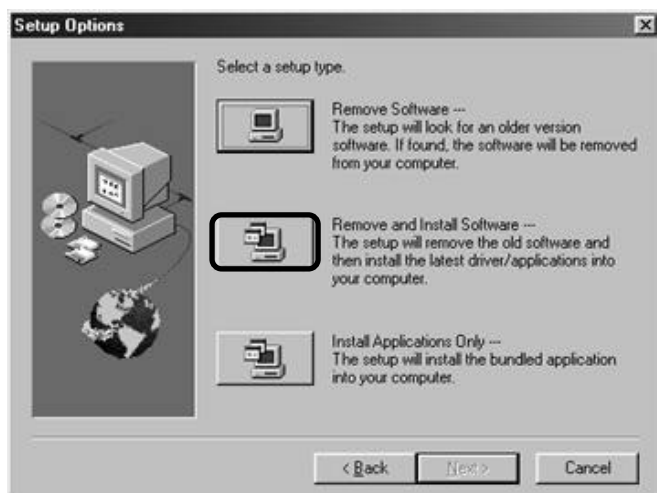 Setup Options
Select a setup type.
Remove Software ---
The setup will look for an older version
software. If found, the software will be removed
from your computer.
Remove and Install Software ---
The setup will remove the old software and
then install the latest driver/applications into
your computer.
Install Applications Only ---
The setup will install the bundled application
into your computer.
< Back Next > Cancel